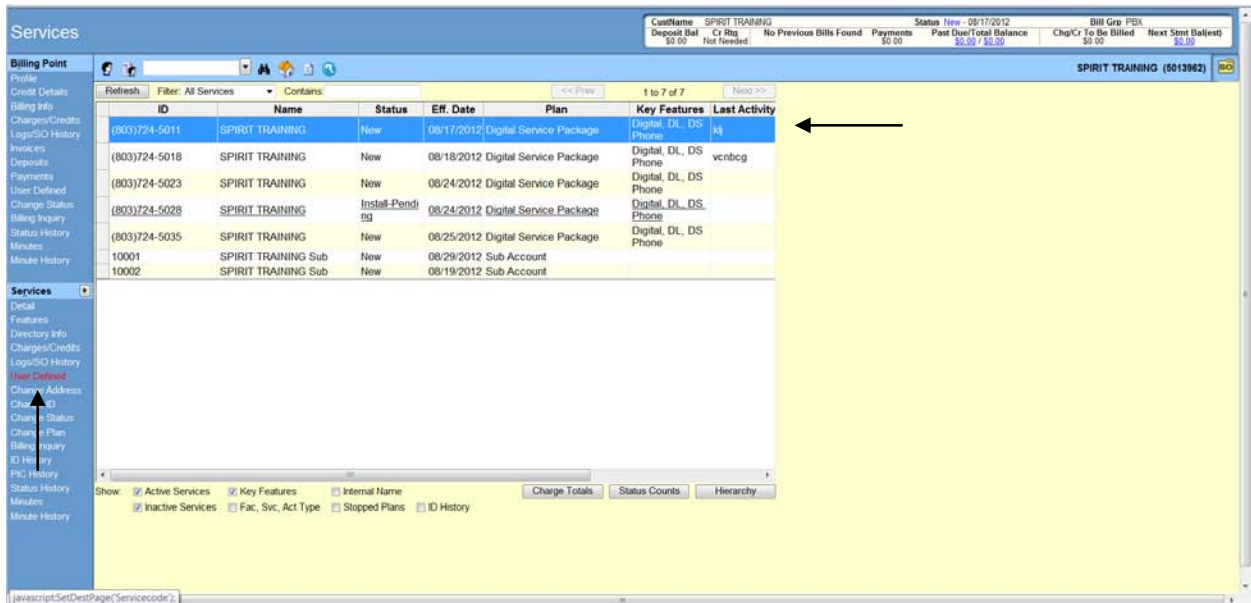 Services
CustName SPIRIT TRAINING Status New - 08/17/2012 Bill Grp PBX
Deposit Bal Cr Rtg No Previous Bills Found Payments Past Due/Total Balance Chg/Cr To Be Billed Next Stmt Bal(est)
$0.00 Not Needed $0.00 $0.00 / $0.00 $0.00 $0.00
Billing Point
SPIRIT TRAINING (5013962) SO
Profile
Credit Details
Billing Info
Charges/Credits
Logs/SO History
Invoices
Deposits
Payments
User Defined
Change Status
Billing Inquiry
Status History
Minutes
Minute History
Services
Detail
Features
Directory Info
Charges/Credits
Logs/SO History
User Defined
Change Address
Change Status
Change Plan
Billing Inquiry
ID History
PIC History
Status History
Minutes
Minute History
Refresh Filter: All Services Contains: << Prev 1 to 7 of 7 Next >>
ID Name Status Eff. Date Plan Key Features Last Activity
(803)724-5011 SPIRIT TRAINING New 08/17/2012 Digital Service Package Digital, DL, DS Phone klj
(803)724-5018 SPIRIT TRAINING New 08/18/2012 Digital Service Package Digital, DL, DS Phone vcnbcg
(803)724-5023 SPIRIT TRAINING New 08/24/2012 Digital Service Package Digital, DL, DS Phone
(803)724-5028 SPIRIT TRAINING Install-Pending 08/24/2012 Digital Service Package Digital, DL, DS Phone
(803)724-5035 SPIRIT TRAINING New 08/25/2012 Digital Service Package Digital, DL, DS Phone
10001 SPIRIT TRAINING Sub New 08/29/2012 Sub Account
10002 SPIRIT TRAINING Sub New 08/19/2012 Sub Account
Show: Active Services Key Features Internal Name Charge Totals Status Counts Hierarchy
Inactive Services Fac, Svc, Act Type Stopped Plans ID History
javascript:SetDestPage('Servicecode');